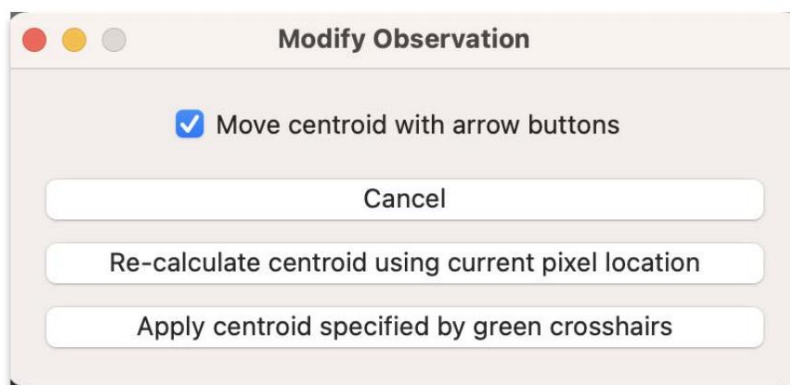 Modify Observation
Move centroid with arrow buttons
Cancel
Re-calculate centroid using current pixel location
Apply centroid specified by green crosshairs